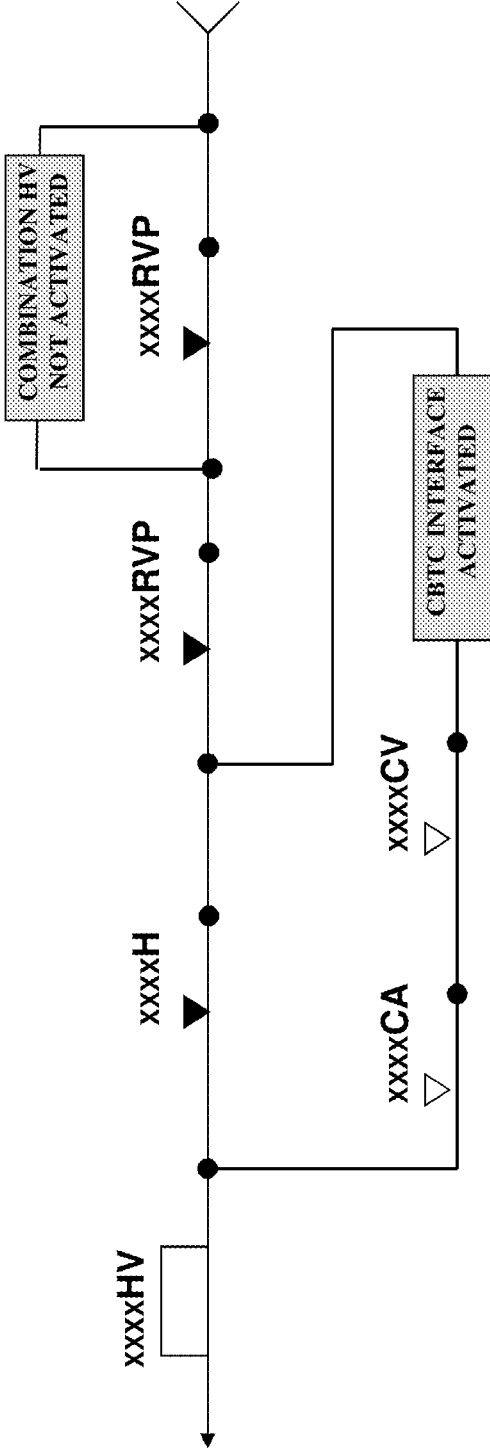 COMBINATION HV
NOT ACTIVATED
xxxxRVP
xxxxRVP
xxxxH
xxxxHV
CBTC INTERFACE
ACTIVATED
xxxxCV
xxxxCA